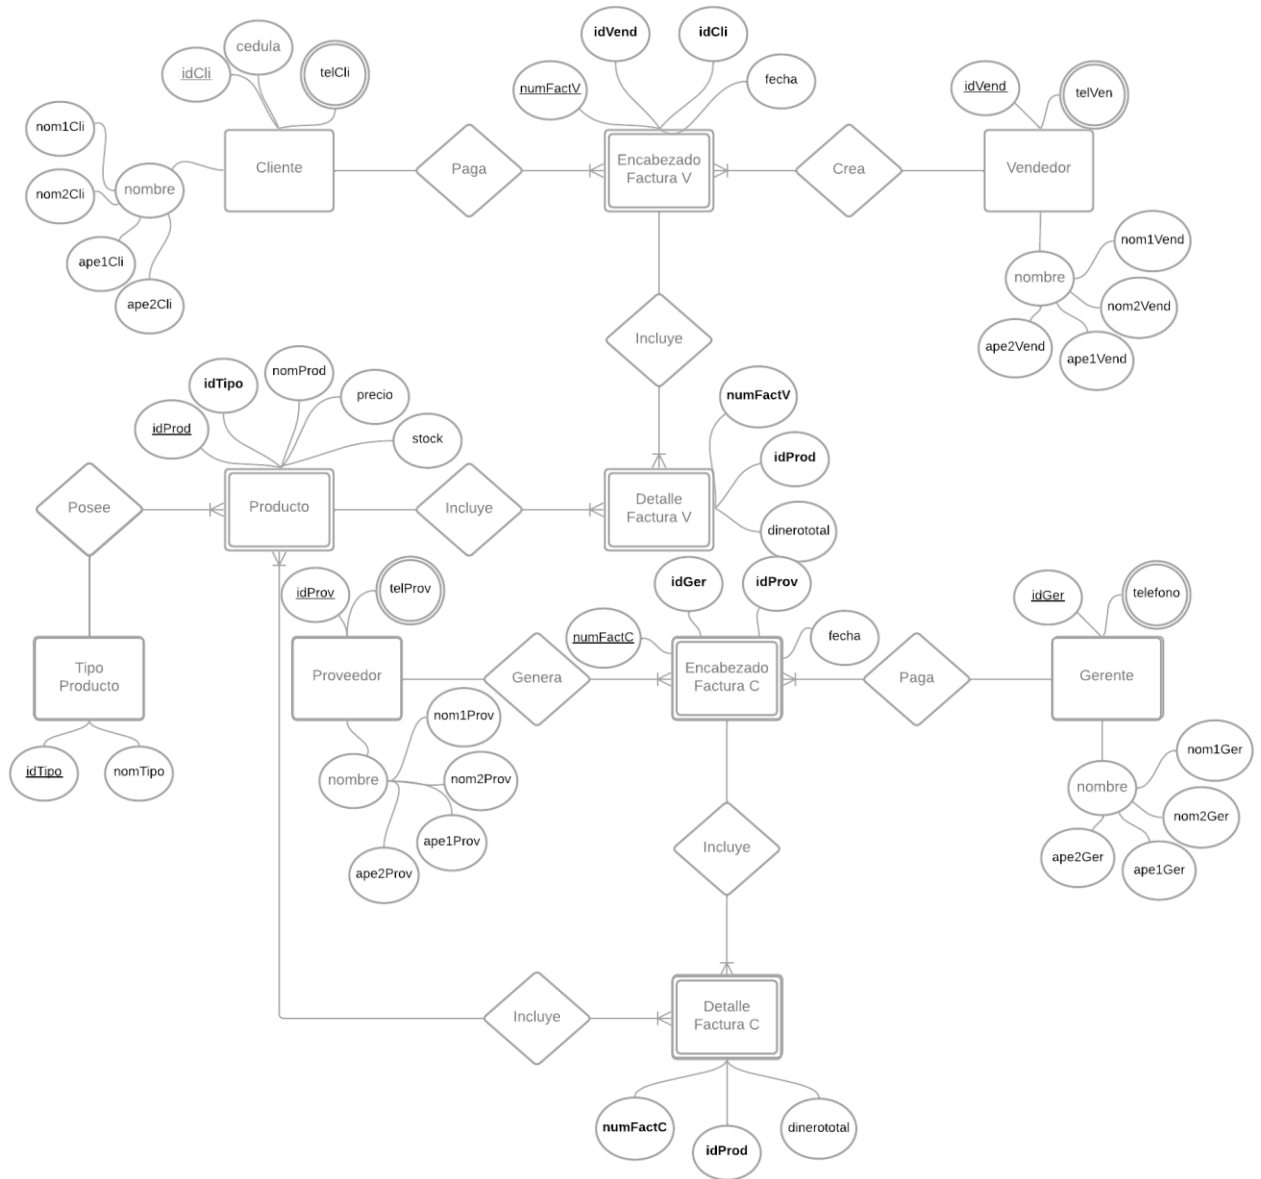 idVend
idCli
cedula
idCli
telCli
numFactV
fecha
idVend
telVen
nom1Cli
Cliente
Paga
Encabezado
Factura V
Crea
Vendedor
nom2Cli
nombre
ape1Cli
ape2Cli
nom1Vend
nombre
nom2Vend
ape2Vend
ape1Vend
Incluye
idTipo
nomProd
precio
idProd
stock
numFactV
idProd
Posee
Producto
Incluye
Detalle
Factura V
dinerototal
idProv
telProv
idGer
idProv
idGer
telefono
numFactC
fecha
Tipo
Producto
Proveedor
Genera
Encabezado
Factura C
Paga
Gerente
idTipo
nomTipo
nom1Prov
nombre
nom2Prov
ape1Prov
ape2Prov
nom1Ger
nombre
nom2Ger
ape2Ger
ape1Ger
Incluye
Incluye
Detalle
Factura C
numFactC
idProd
dinerototal